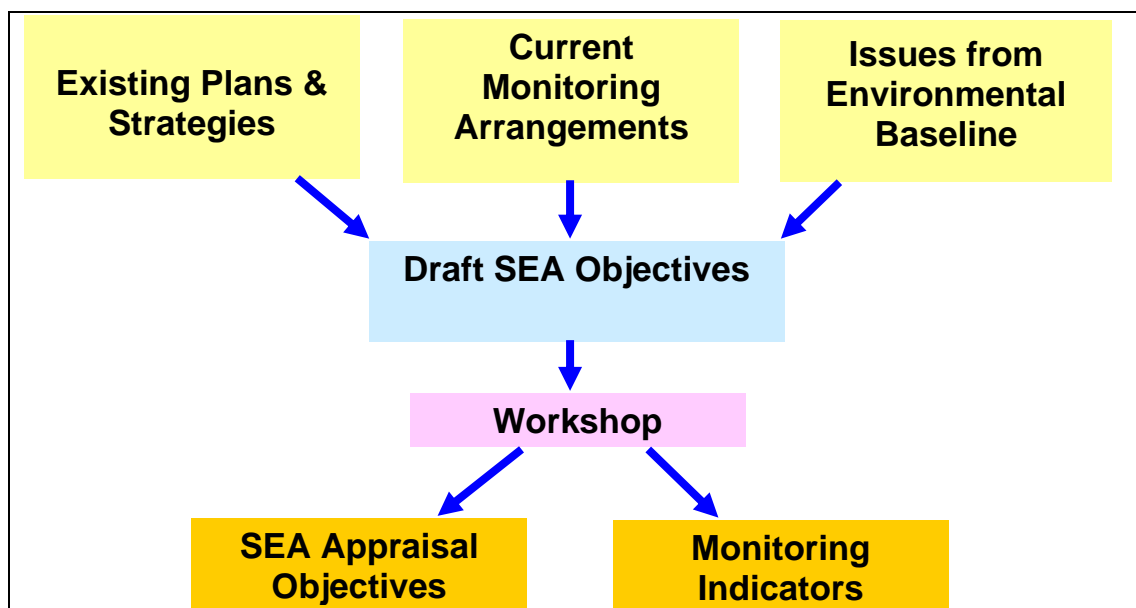 Existing Plans &
Strategies
Current
Monitoring
Arrangements
Issues from
Environmental
Baseline
Draft SEA Objectives
Workshop
SEA Appraisal
Objectives
Monitoring
Indicators